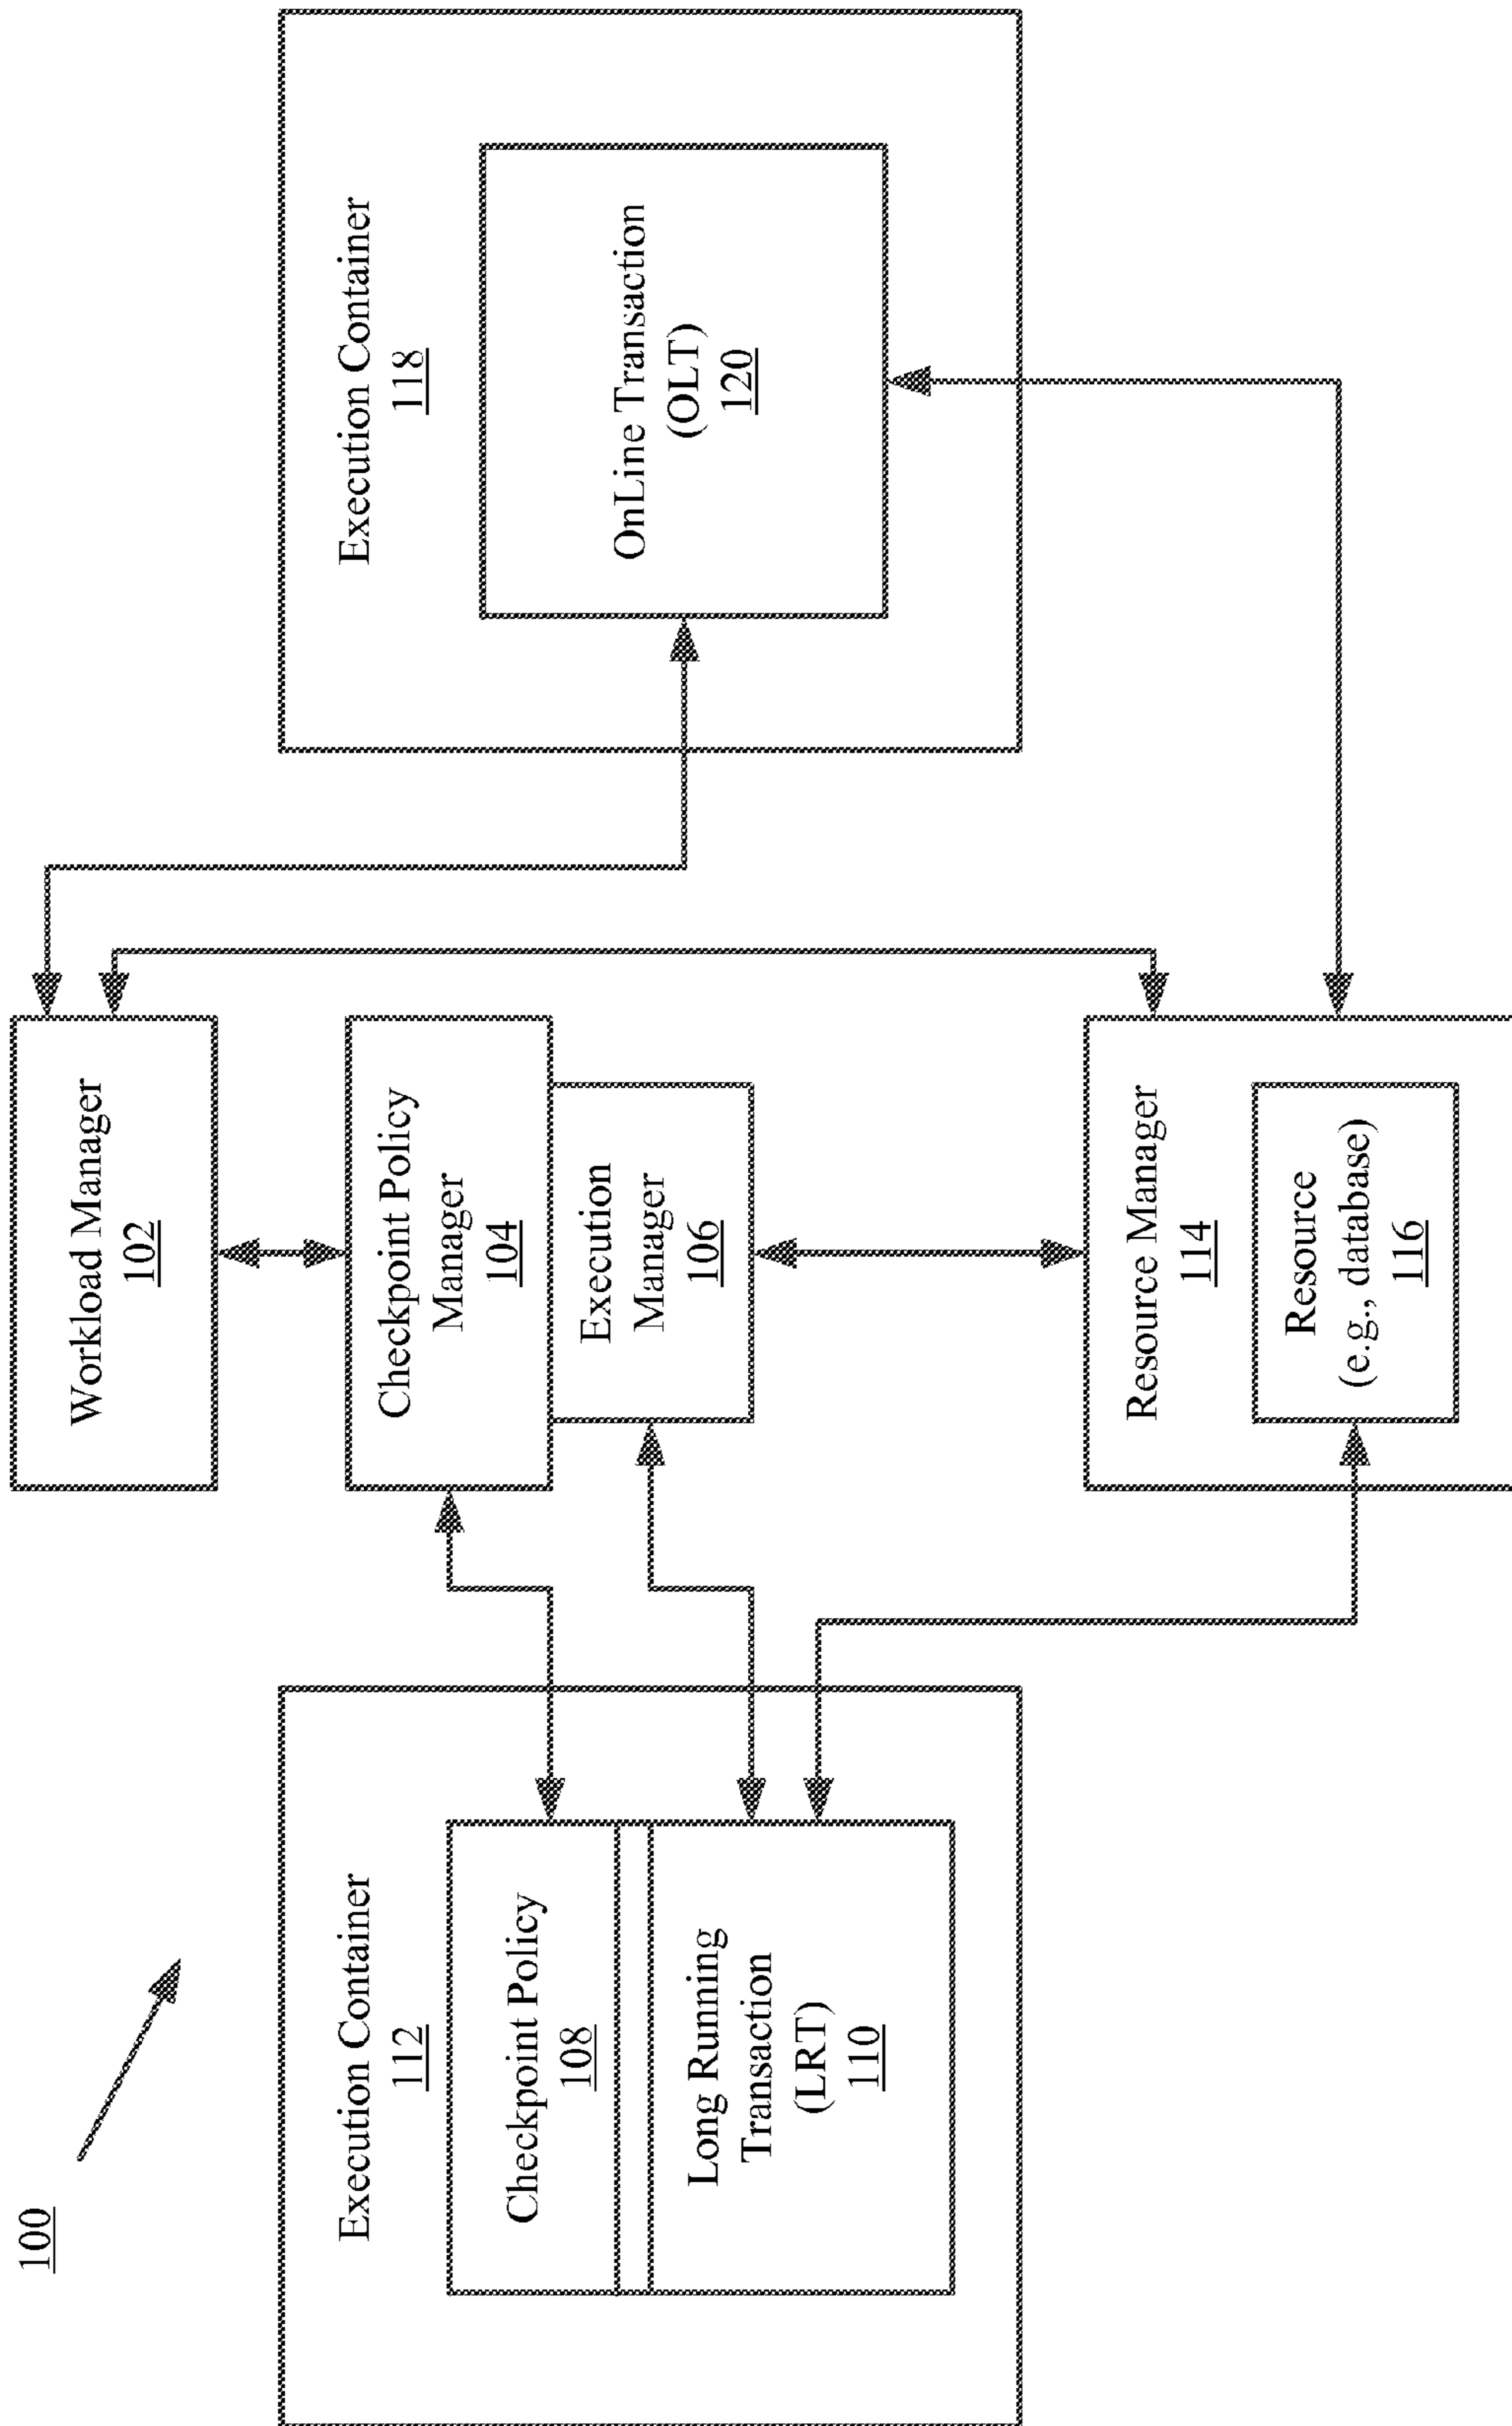 100
Execution Container
112
Checkpoint Policy
108
Long Running
Transaction
(LRT)
110
Workload Manager
102
Checkpoint Policy
Manager
104
Execution
Manager
106
Resource Manager
114
Resource
(e.g., database)
116
Execution Container
118
OnLine Transaction
(OLT)
120